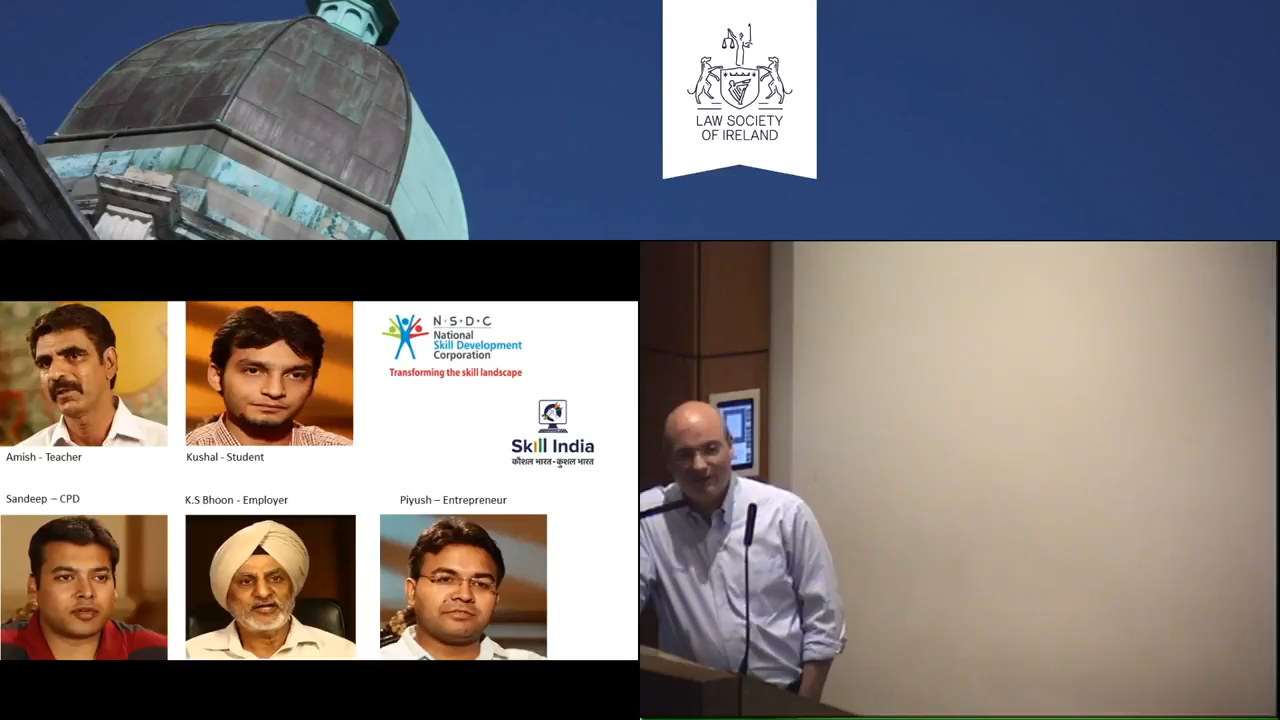 LAW SOCIETY
OF IRELAND
N·S·D·C
National
Skill Development
Corporation
Transforming the skill landscape
Skill India
कौशल भारत - कुशल भारत
Amish - Teacher
Kushal - Student
Sandeep – CPD
K.S Bhoon - Employer
Piyush – Entrepreneur